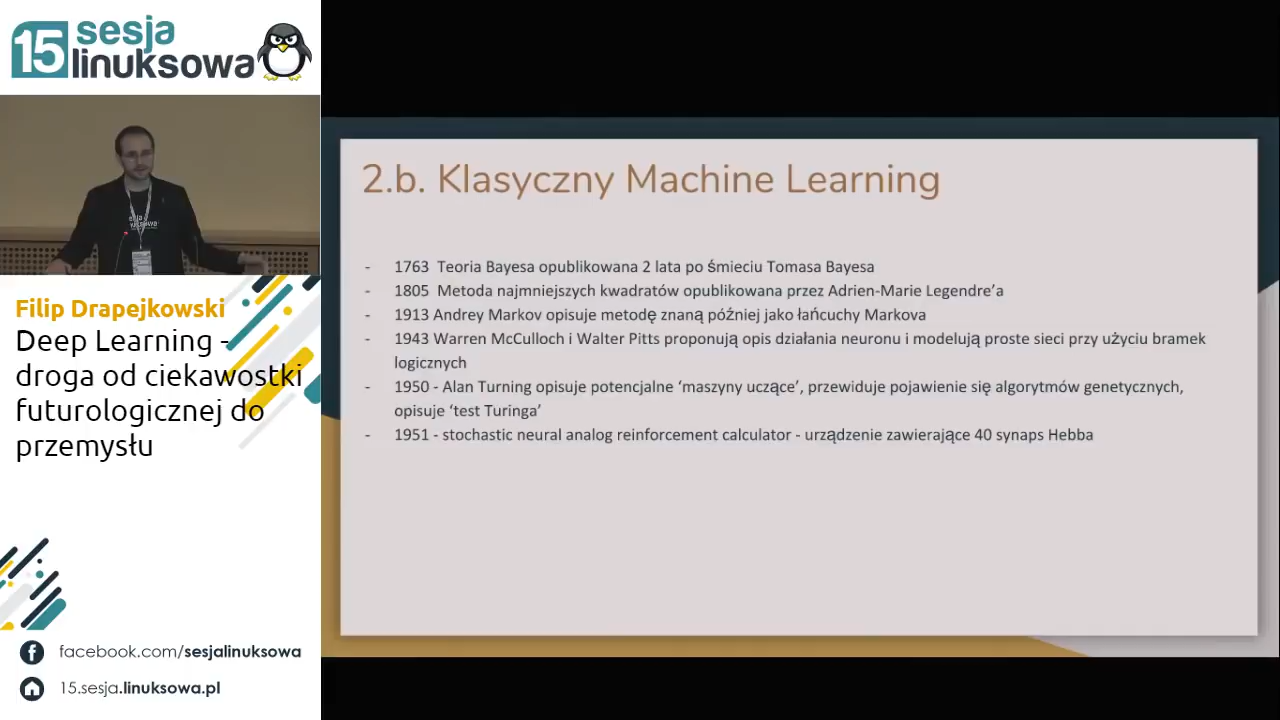 15 sesja
linuksowa
Filip Drapejkowski
Deep Learning -
droga od ciekawostki
futurologicznej do
przemysłu
facebook.com/sesjalinuksowa
15.sesja.linuksowa.pl
2.b. Klasyczny Machine Learning
- 1763 Teoria Bayesa opublikowana 2 lata po śmieciu Tomasa Bayesa
- 1805 Metoda najmniejszych kwadratów opublikowana przez Adrien-Marie Legendre’a
- 1913 Andrey Markov opisuje metodę znaną później jako łańcuchy Markova
- 1943 Warren McCulloch i Walter Pitts proponują opis działania neuronu i modelują proste sieci przy użyciu bramek
logicznych
- 1950 - Alan Turning opisuje potencjalne ‘maszyny uczące’, przewiduje pojawienie się algorytmów genetycznych,
opisuje ‘test Turinga’
- 1951 - stochastic neural analog reinforcement calculator - urządzenie zawierające 40 synaps Hebba